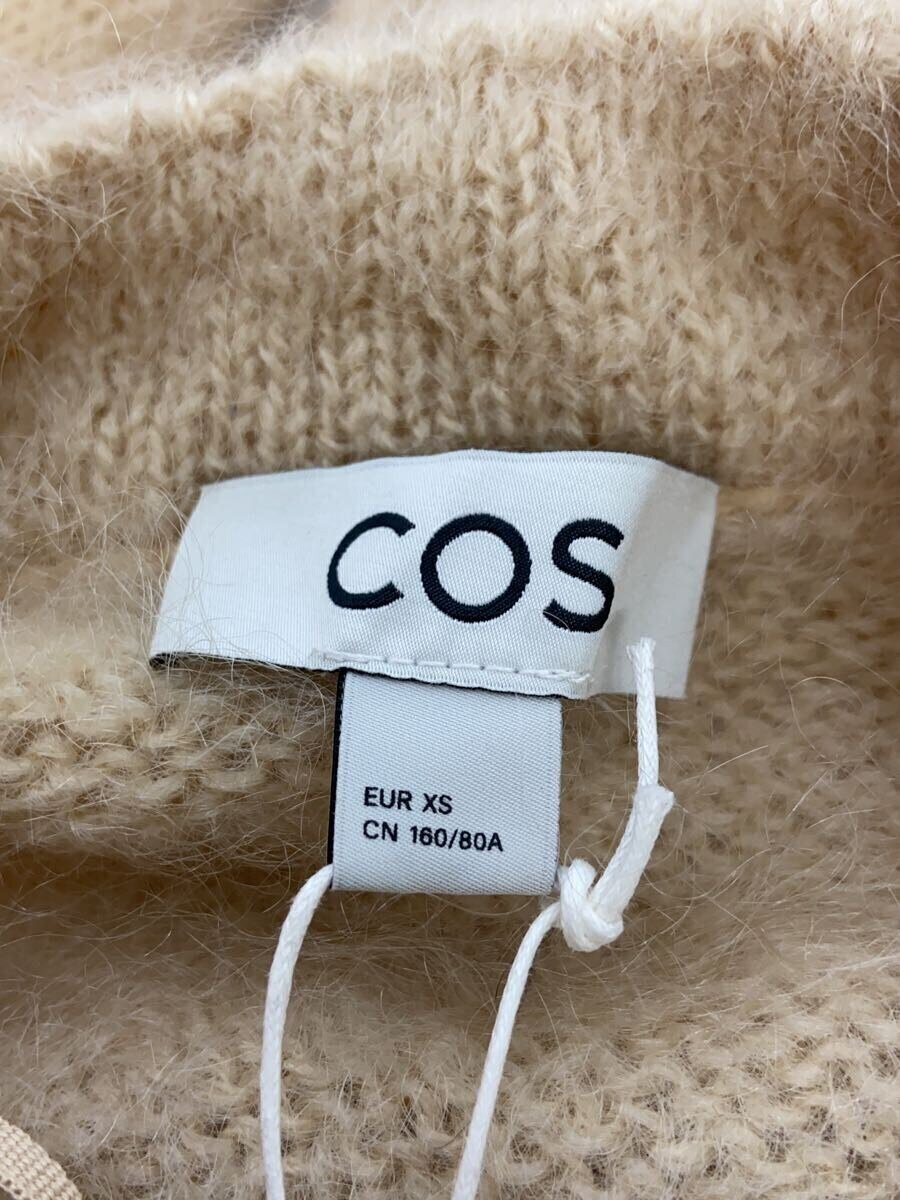 COS
EUR XS
CN 160/80A